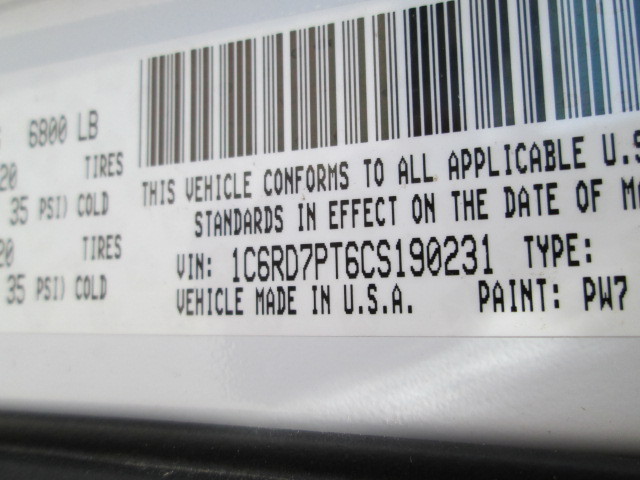 6800 LB
20 TIRES
35 PSI) COLD
20 TIRES
35 PSI) COLD
THIS VEHICLE CONFORMS TO ALL APPLICABLE U.S
STANDARDS IN EFFECT ON THE DATE OF MA
VIN: 1C6RD7PT6CS190231 TYPE:
VEHICLE MADE IN U.S.A. PAINT: PW7